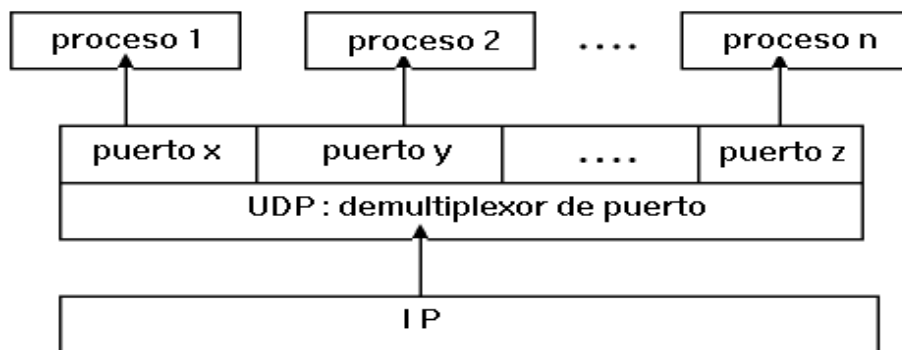 proceso 1 proceso 2 .... proceso n
puerto x puerto y .... puerto z
UDP : demultiplexor de puerto
I P